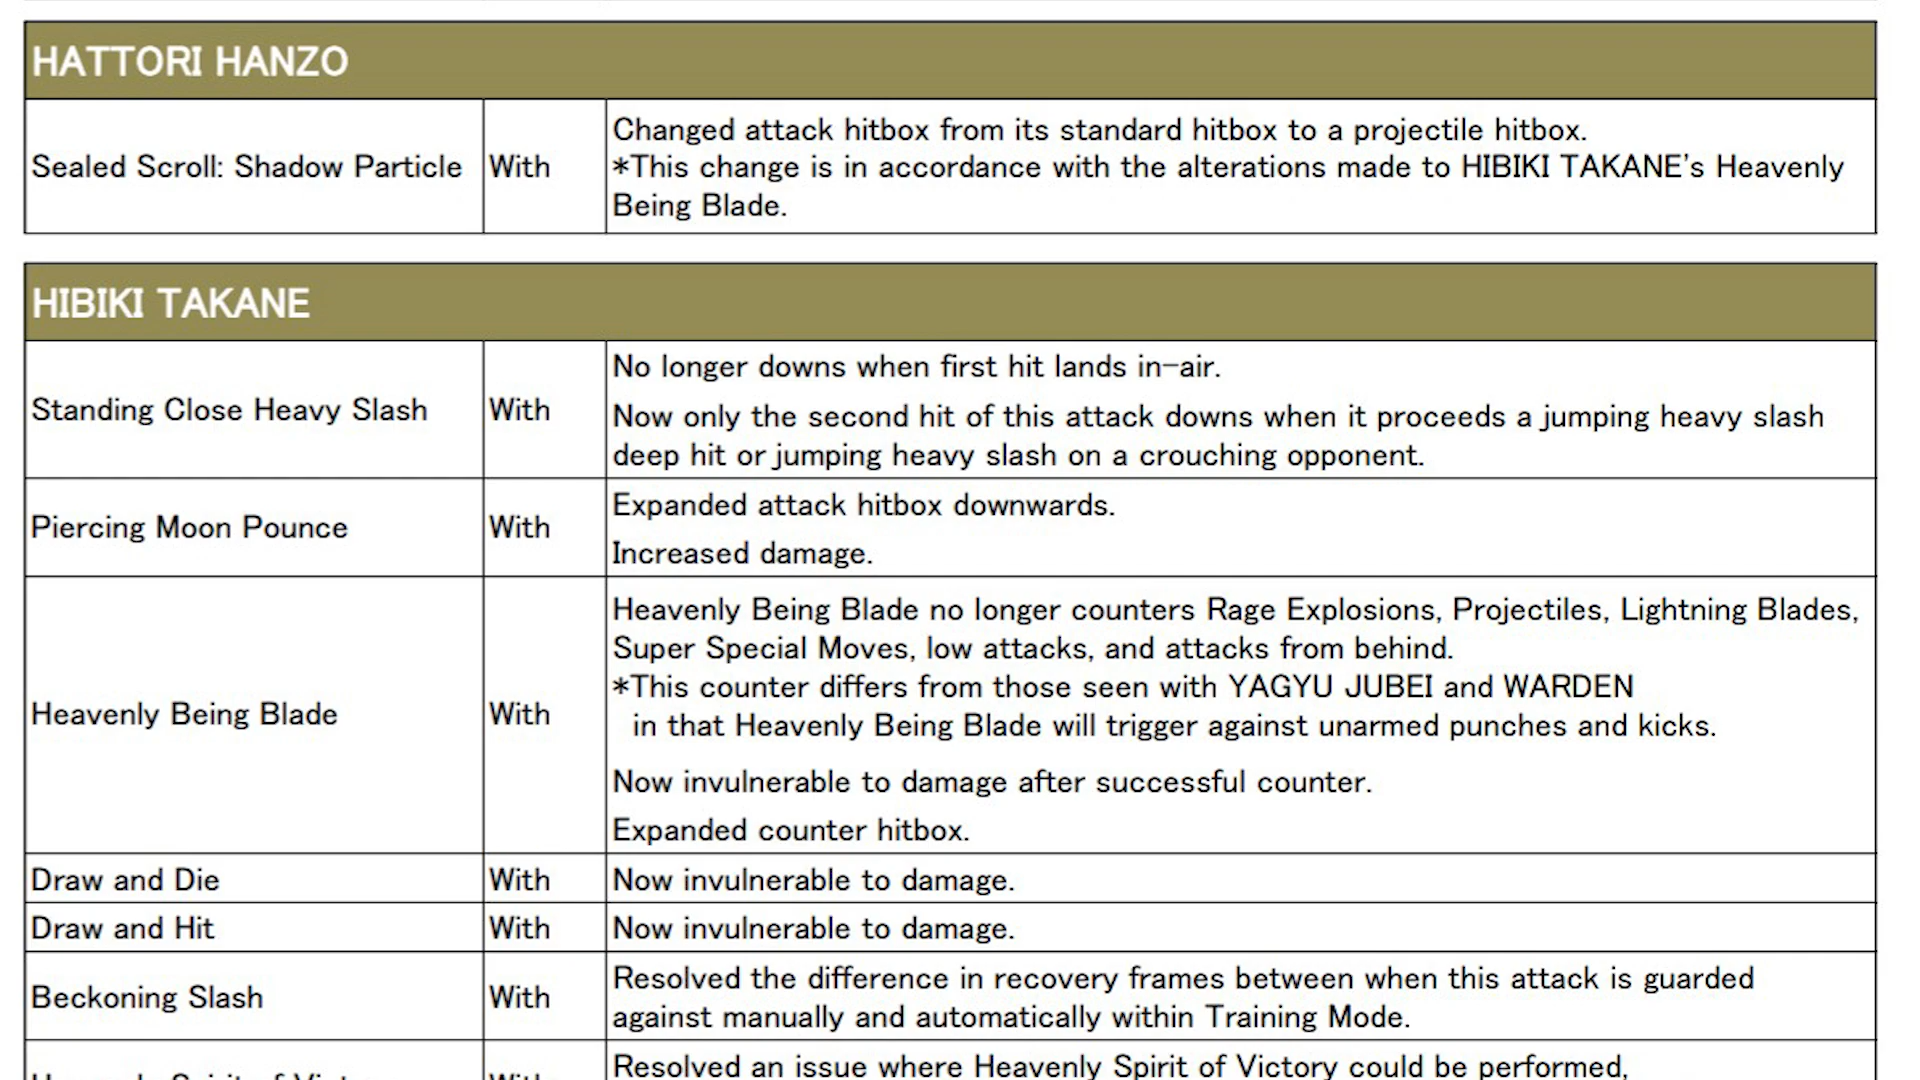 HATTORI HANZO
Sealed Scroll: Shadow Particle
With
Changed attack hitbox from its standard hitbox to a projectile hitbox.
*This change is in accordance with the alterations made to HIBIKI TAKANE's Heavenly
Being Blade.
HIBIKI TAKANE
Standing Close Heavy Slash
With
No longer downs when first hit lands in-air.
Now only the second hit of this attack downs when it proceeds a jumping heavy slash
deep hit or jumping heavy slash on a crouching opponent.
Piercing Moon Pounce
With
Expanded attack hitbox downwards.
Increased damage.
Heavenly Being Blade
With
Heavenly Being Blade no longer counters Rage Explosions, Projectiles, Lightning Blades,
Super Special Moves, low attacks, and attacks from behind.
*This counter differs from those seen with YAGYU JUBEI and WARDEN
in that Heavenly Being Blade will trigger against unarmed punches and kicks.
Now invulnerable to damage after successful counter.
Expanded counter hitbox.
Draw and Die
With
Now invulnerable to damage.
Draw and Hit
With
Now invulnerable to damage.
Beckoning Slash
With
Resolved the difference in recovery frames between when this attack is guarded
against manually and automatically within Training Mode.
Resolved an issue where Heavenly Spirit of Victory could be performed,